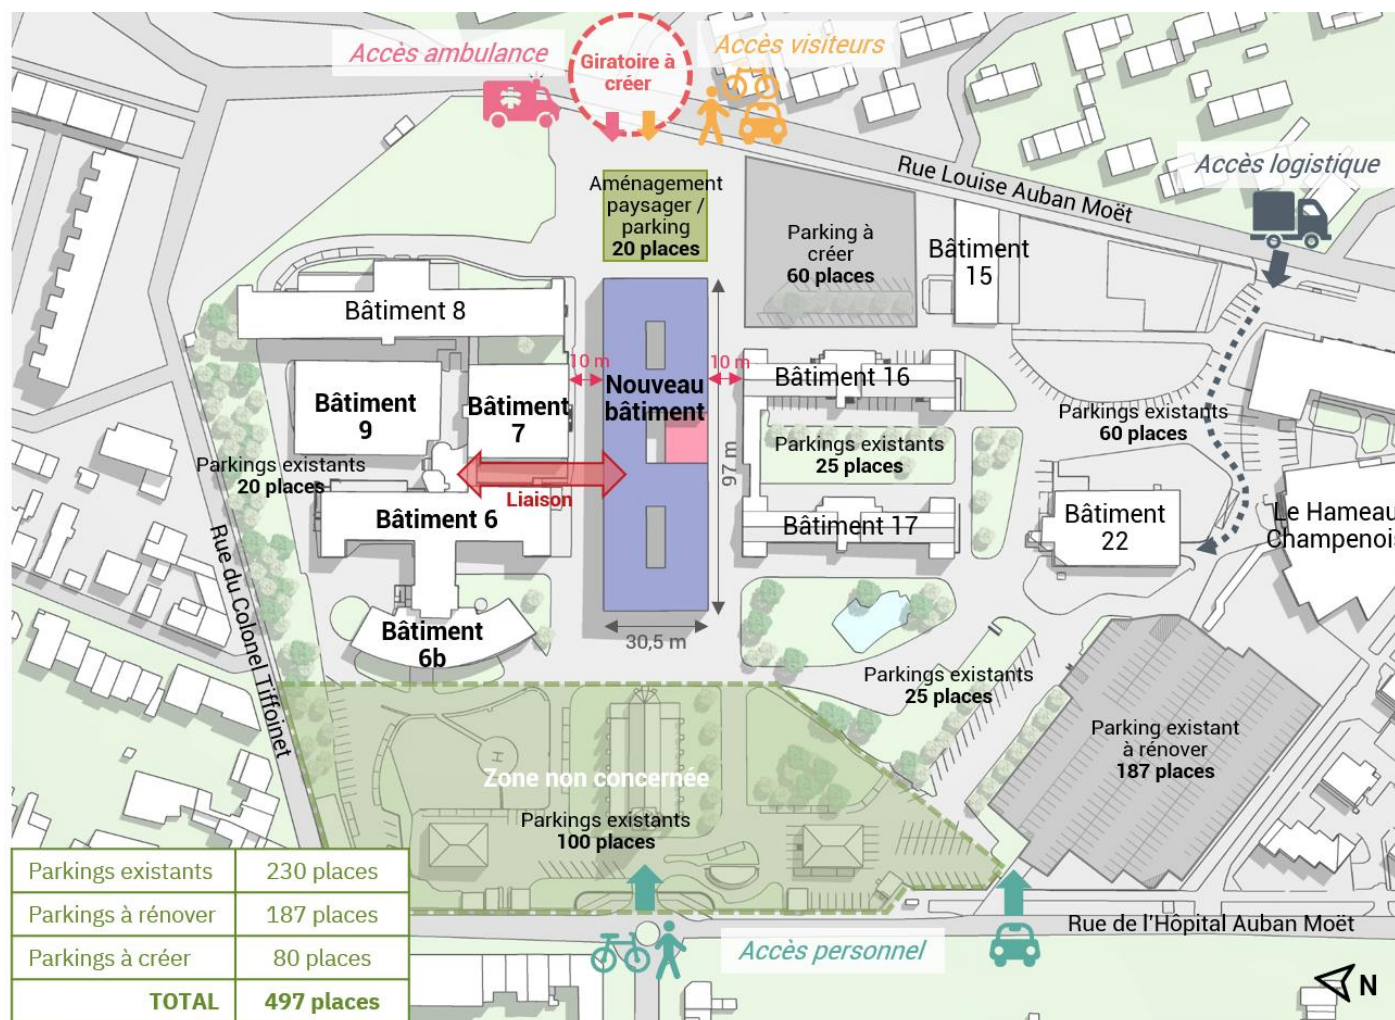 Accès ambulance
Giratoire à
créer
Accès visiteurs
Rue Louise Auban Moët
Accès logistique
Aménagement
paysager /
parking
20 places
Parking à
créer
60 places
Bâtiment
15
Bâtiment 8
10 m
10 m
Nouveau
bâtiment
Bâtiment 16
Bâtiment
9
Bâtiment
7
Parkings existants
60 places
Parkings existants
25 places
97 m
Parkings existants
20 places
Liaison
Bâtiment 6
Bâtiment 17
Bâtiment
22
Le Hameau
Champenois
Rue du Colonel Tiffoinet
Bâtiment
6b
30,5 m
Parkings existants
25 places
Parking existant
à rénover
187 places
H
Zone non concernée
Parkings existants
100 places
Parkings existants 230 places
Parkings à rénover 187 places
Parkings à créer 80 places
TOTAL 497 places
Accès personnel
Rue de l'Hôpital Auban Moët
N